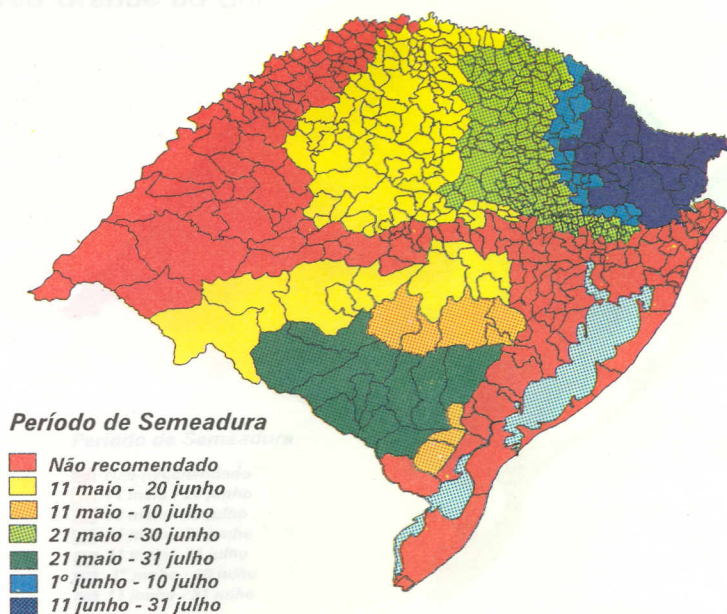 Período de Semeadura
Não recomendado
11 maio - 20 junho
11 maio - 10 julho
21 maio - 30 junho
21 maio - 31 julho
1º junho - 10 julho
11 junho - 31 julho